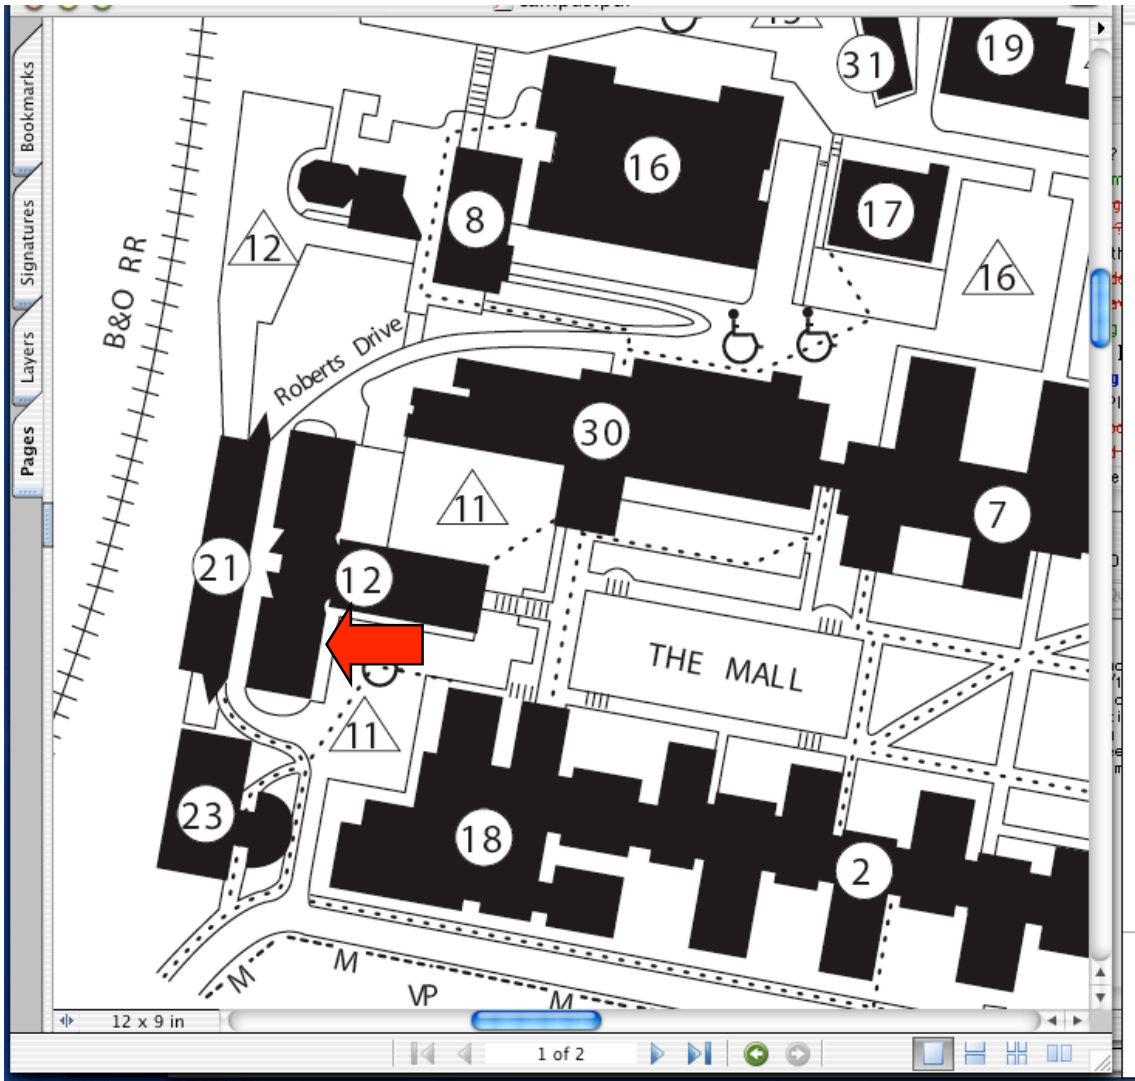 Bookmarks
Signatures
Layers
Pages
31
19
16
8
17
12
16
B&O RR
Roberts Drive
30
11
7
21
12
THE MALL
11
23
18
2
M
M
VP
M
12 x 9 in
1 of 2